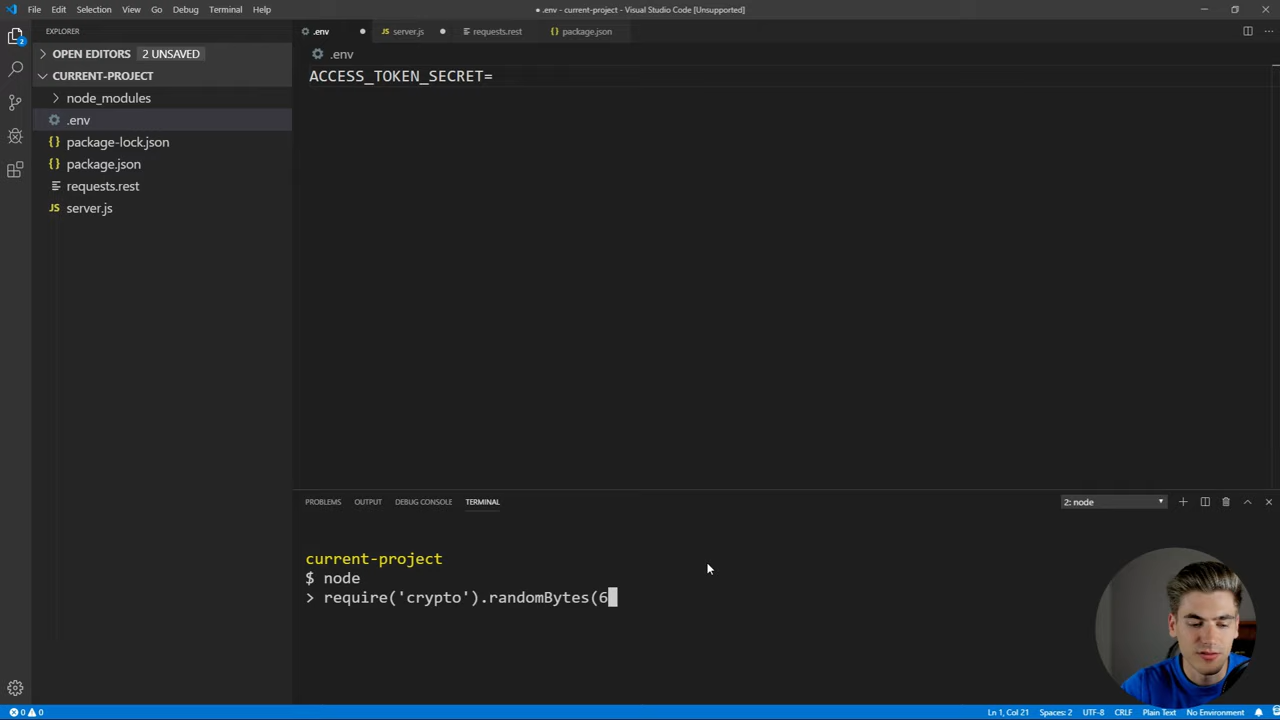 File Edit Selection View Go Debug Terminal Help
● .env - current-project - Visual Studio Code [Unsupported]
EXPLORER
.env
server.js
requests.rest
package.json
OPEN EDITORS 2 UNSAVED
.env
CURRENT-PROJECT
ACCESS_TOKEN_SECRET=
node_modules
.env
package-lock.json
package.json
requests.rest
JS server.js
PROBLEMS OUTPUT DEBUG CONSOLE TERMINAL
2: node
current-project
$ node
> require('crypto').randomBytes(6
0 0
Ln 1, Col 21 Spaces: 2 UTF-8 CRLF Plain Text No Environment